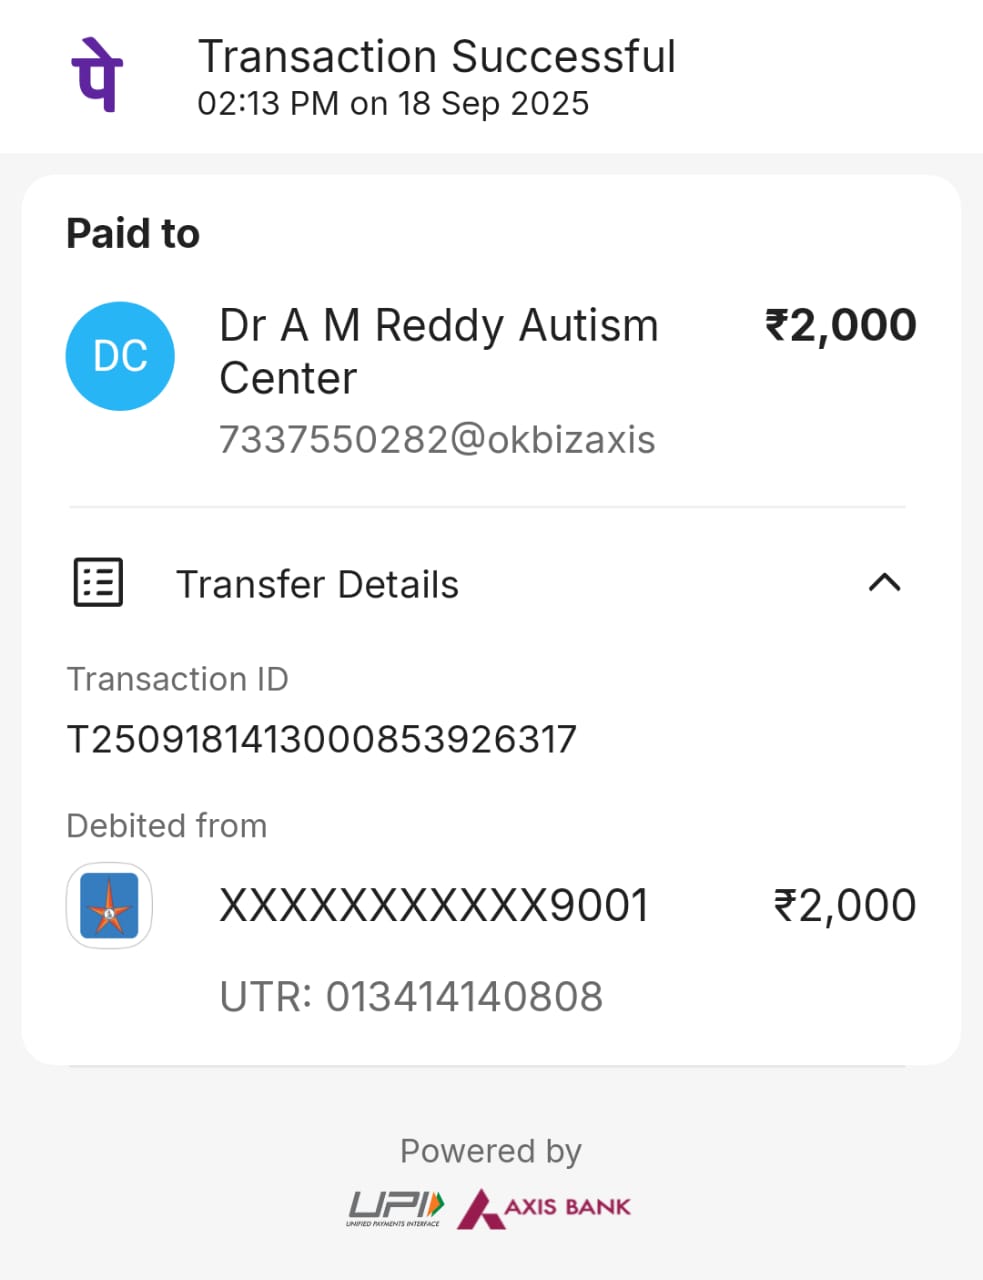 पे
Transaction Successful
02:13 PM on 18 Sep 2025
Paid to
DC
Dr A M Reddy Autism
Center
₹2,000
7337550282@okbizaxis
Transfer Details
Transaction ID
T2509181413000853926317
Debited from
XXXXXXXXXXX9001
₹2,000
UTR: 013414140808
Powered by
UPI
UNIFIED PAYMENTS INTERFACE
AXIS BANK